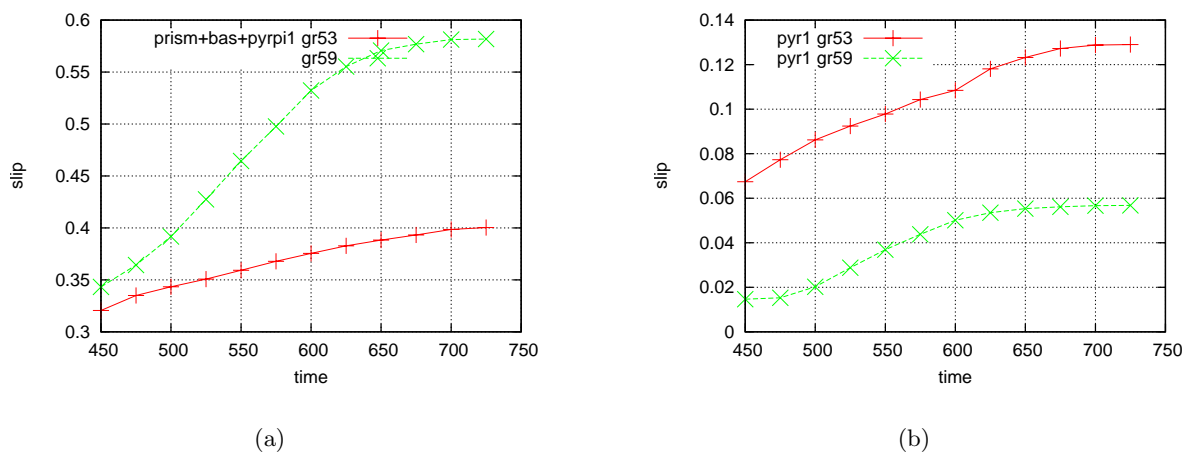 0.6
0.55
0.5
0.45
0.4
0.35
0.3
450 500 550 600 650 700 750
slip
time
prism+bas+pyrpi1 gr53
gr59
(a)
0.14
0.12
0.1
0.08
0.06
0.04
0.02
0
450 500 550 600 650 700 750
slip
time
pyr1 gr53
pyr1 gr59
(b)